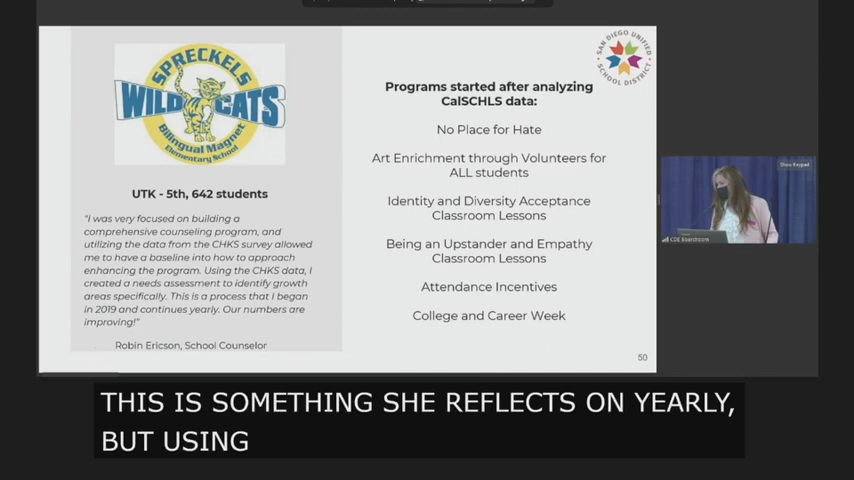 SPRECKELS
WILDCATS
Bilingual Magnet
Elementary School
UTK - 5th, 642 students
"I was very focused on building a
comprehensive counseling program, and
utilizing the data from the CHKS survey allowed
me to have a baseline into how to approach
enhancing the program. Using the CHKS data, I
created a needs assessment to identify growth
areas specifically. This is a process that I began
in 2019 and continues yearly. Our numbers are
improving!"
Robin Ericson, School Counselor
SAN DIEGO UNIFIED
SCHOOL DISTRICT
Programs started after analyzing
CalSCHLS data:
No Place for Hate
Art Enrichment through Volunteers for
ALL students
Identity and Diversity Acceptance
Classroom Lessons
Being an Upstander and Empathy
Classroom Lessons
Attendance Incentives
College and Career Week
50
Show Keypad
CDE Boardroom
THIS IS SOMETHING SHE REFLECTS ON YEARLY,
BUT USING